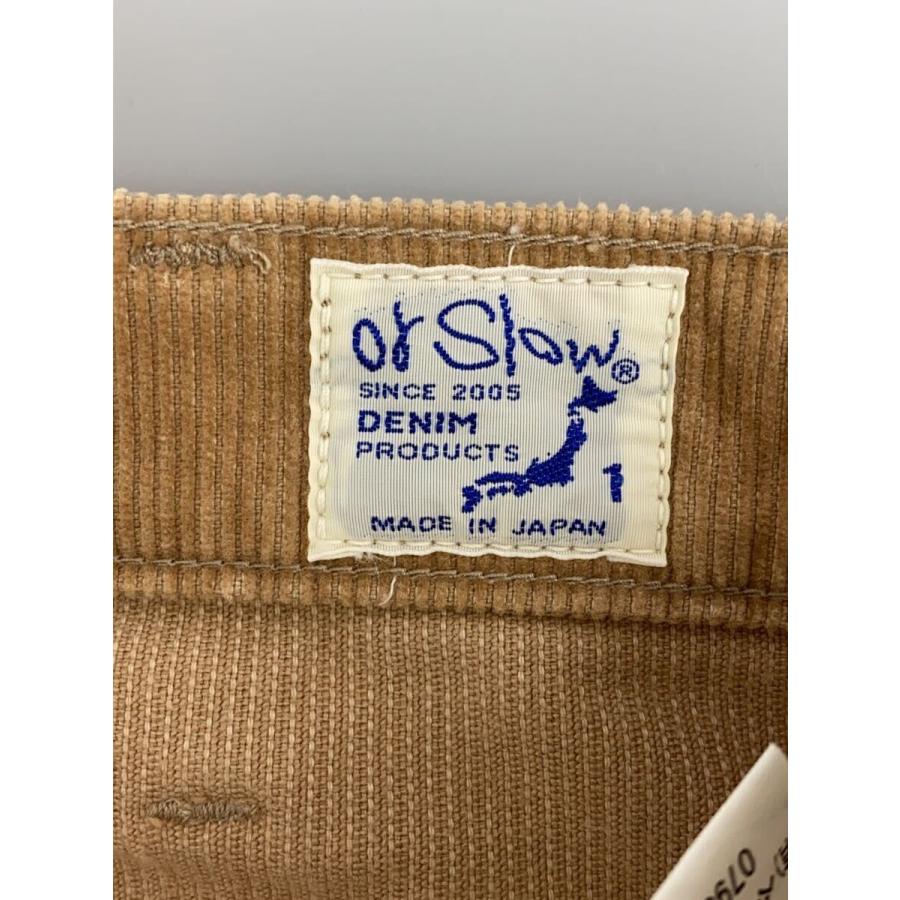 or Slow®
SINCE 2005
DENIM
PRODUCTS
1
MADE IN JAPAN